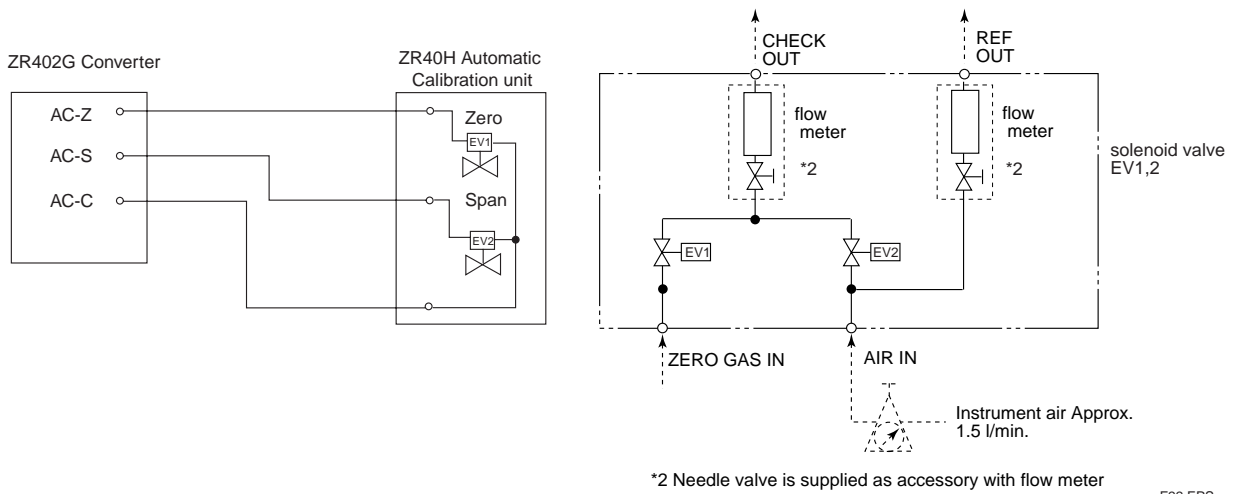 ZR402G Converter
AC-Z
AC-S
AC-C
ZR40H Automatic
Calibration unit
Zero
EV1
Span
EV2
CHECK
OUT
REF
OUT
flow
meter
*2
flow
meter
*2
solenoid valve
EV1,2
EV1
EV2
ZERO GAS IN
AIR IN
Instrument air Approx.
1.5 l/min.
*2 Needle valve is supplied as accessory with flow meter